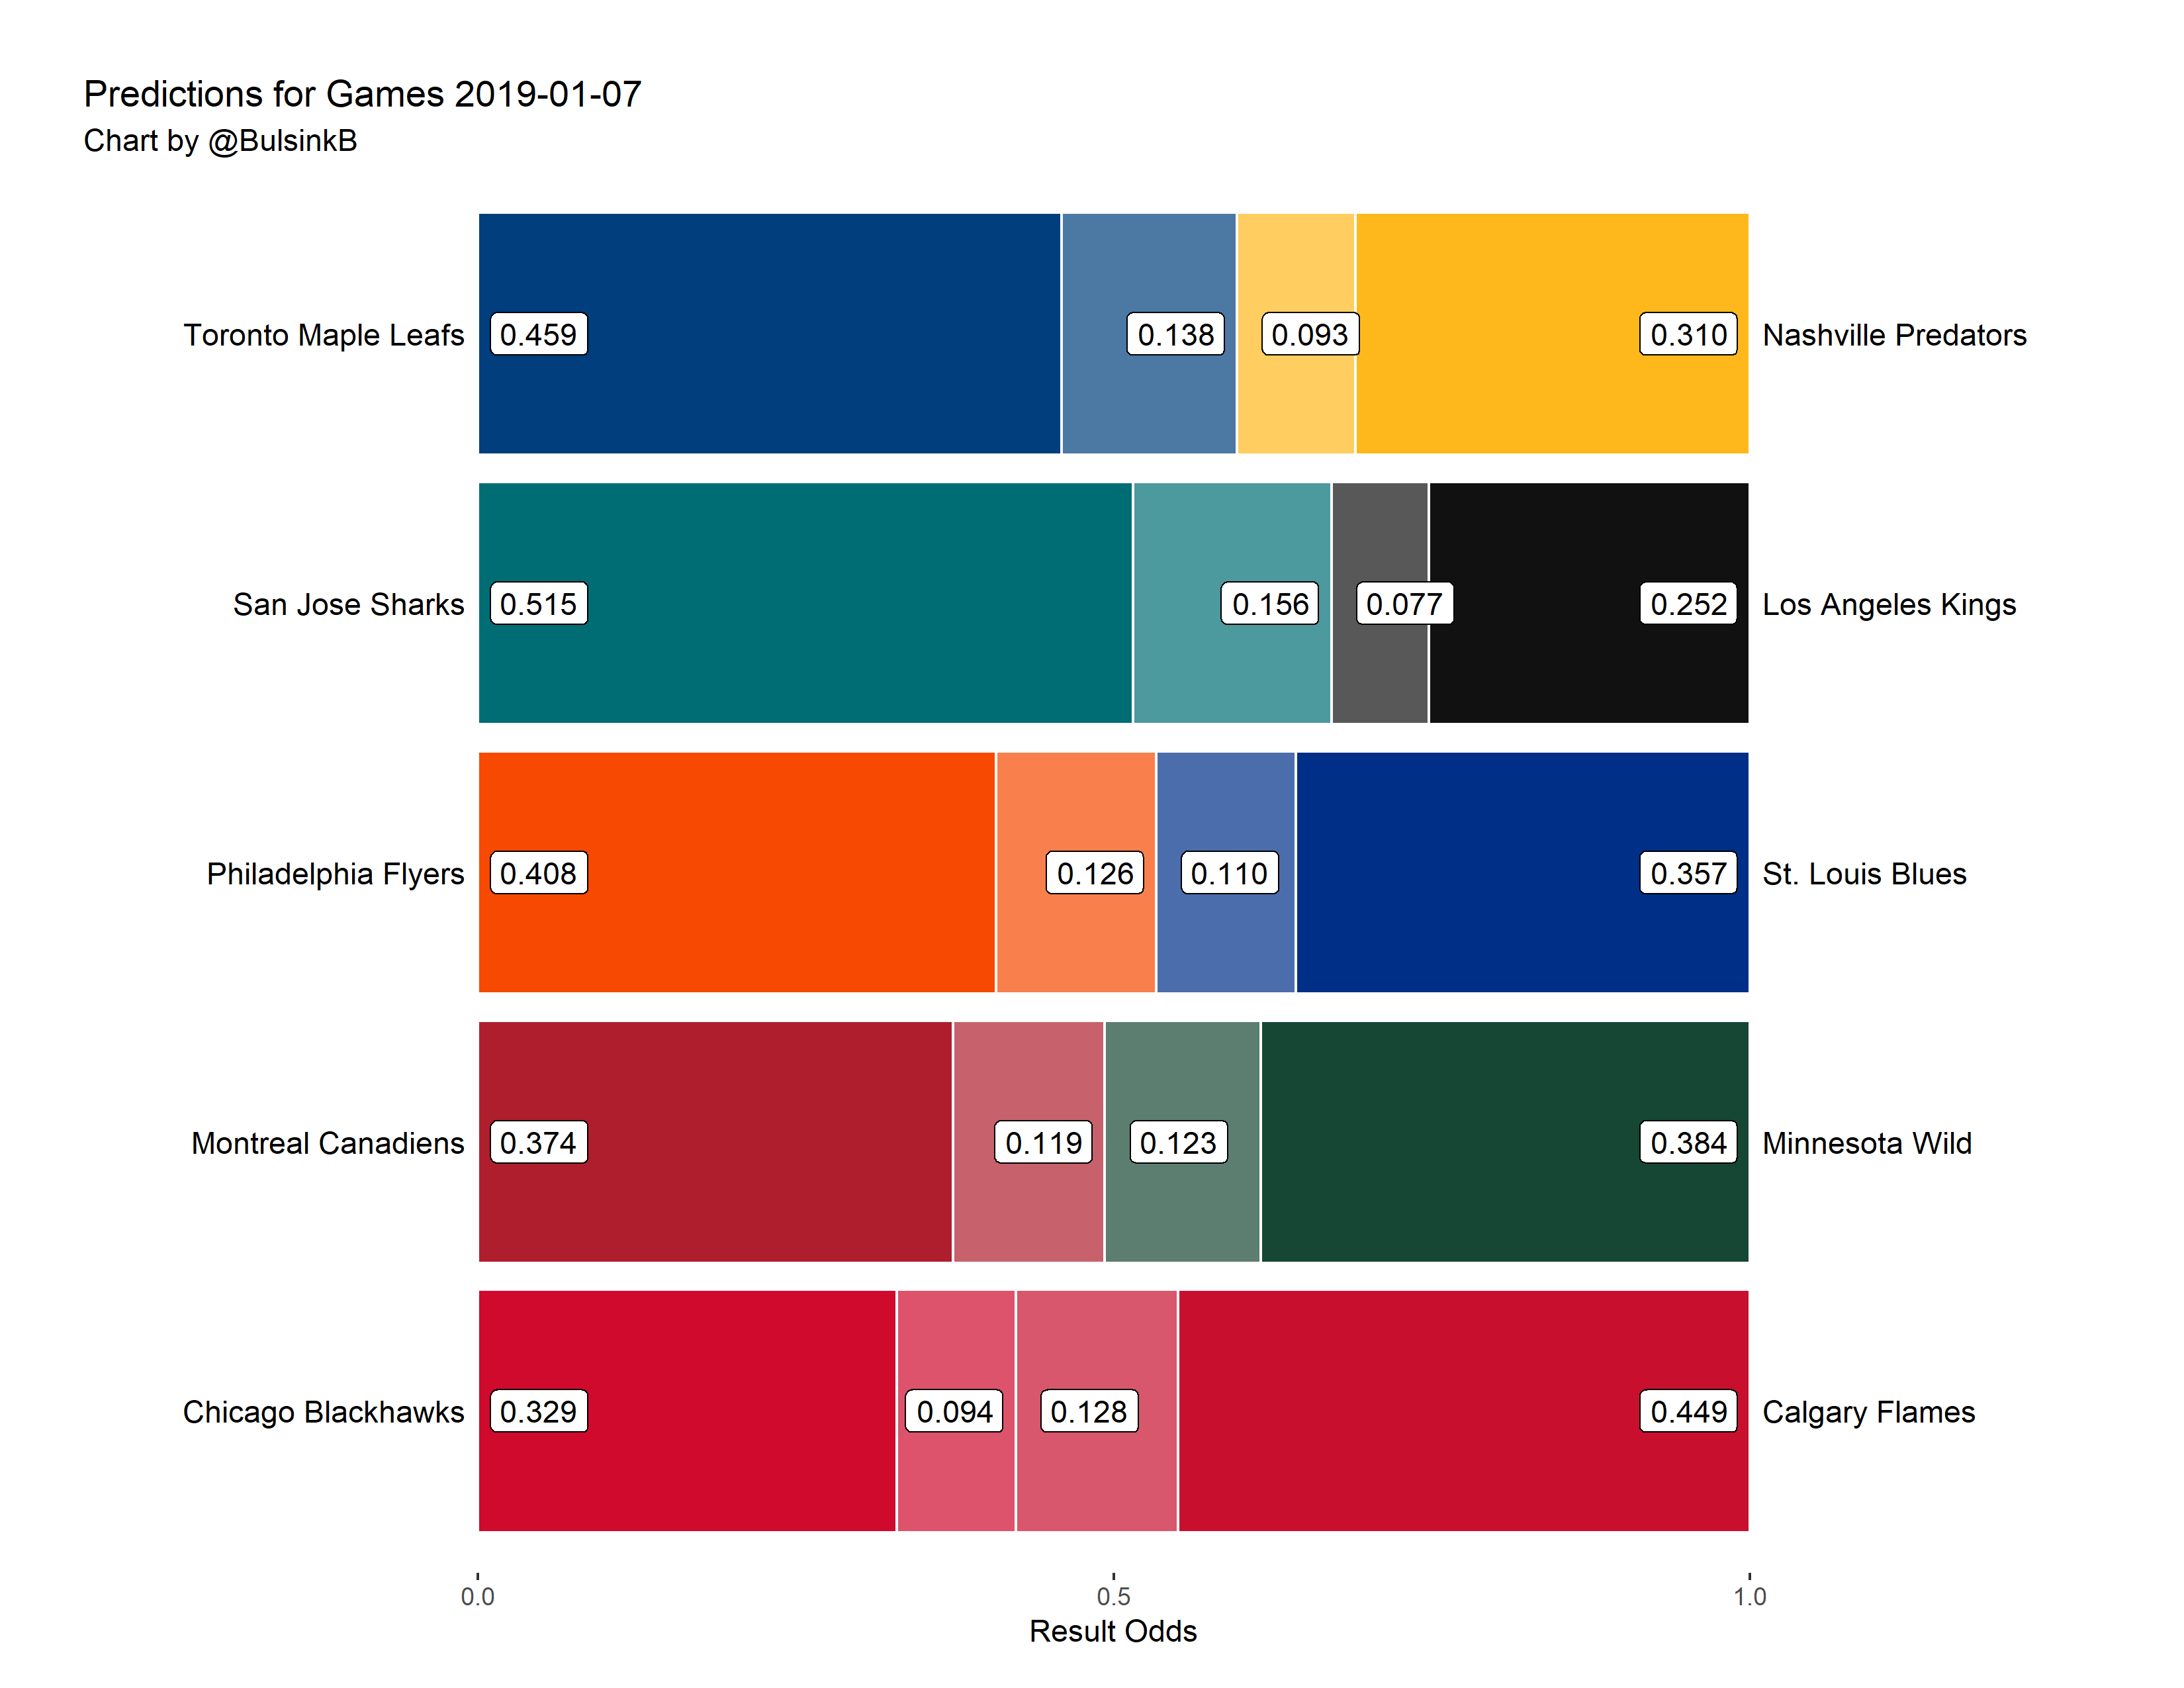 Predictions for Games 2019-01-07
Chart by @BulsinkB
Toronto Maple Leafs 0.459 0.138 0.093 0.310 Nashville Predators
San Jose Sharks 0.515 0.156 0.077 0.252 Los Angeles Kings
Philadelphia Flyers 0.408 0.126 0.110 0.357 St. Louis Blues
Montreal Canadiens 0.374 0.119 0.123 0.384 Minnesota Wild
Chicago Blackhawks 0.329 0.094 0.128 0.449 Calgary Flames
0.0 0.5 1.0
Result Odds